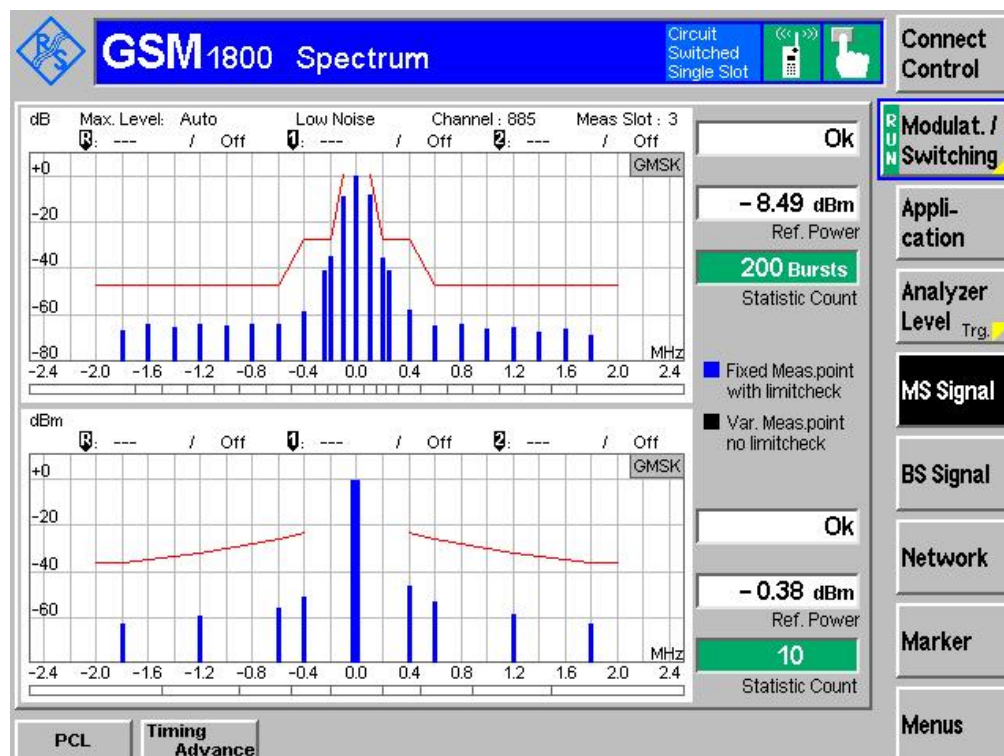 R S
GSM 1800 Spectrum
Circuit
Switched
Single Slot
Connect
Control
dB Max. Level: Auto Low Noise Channel : 885 Meas Slot : 3
R: --- / Off 1: --- / Off 2: --- / Off
GMSK
+0
-20
-40
-60
-80
MHz
-2.4 -2.0 -1.6 -1.2 -0.8 -0.4 0.0 0.4 0.8 1.2 1.6 2.0 2.4
Ok
- 8.49 dBm
Ref. Power
200 Bursts
Statistic Count
Fixed Meas.point
with limitcheck
Var. Meas.point
no limitcheck
dBm
R: --- / Off 1: --- / Off 2: --- / Off
GMSK
+0
-20
-40
-60
MHz
-2.4 -2.0 -1.6 -1.2 -0.8 -0.4 0.0 0.4 0.8 1.2 1.6 2.0 2.4
Ok
- 0.38 dBm
Ref. Power
10
Statistic Count
RUN
Modulat. /
Switching
Appli-
cation
Analyzer
Level Trg.
MS Signal
BS Signal
Network
Marker
Menus
PCL
Timing
Advance